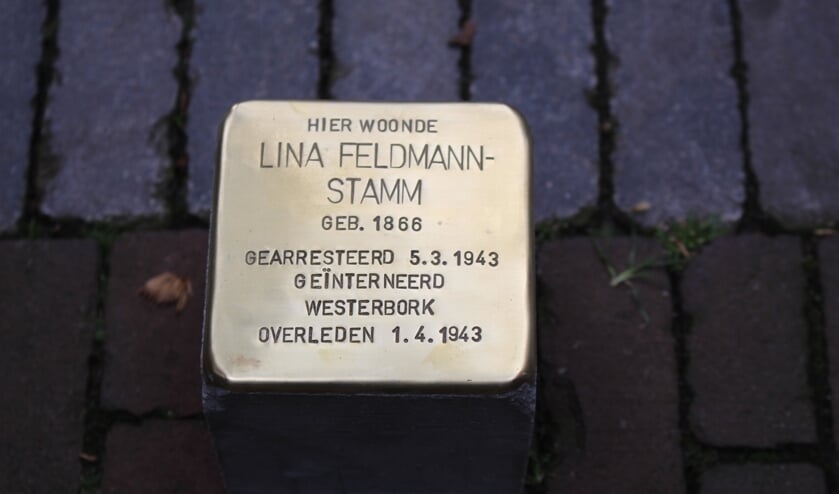 HIER WOONDE
LINA FELDMANN-
STAMM
GEB. 1866
GEARRESTEERD 5.3.1943
GEÏNTERNEERD
WESTERBORK
OVERLEDEN 1.4.1943